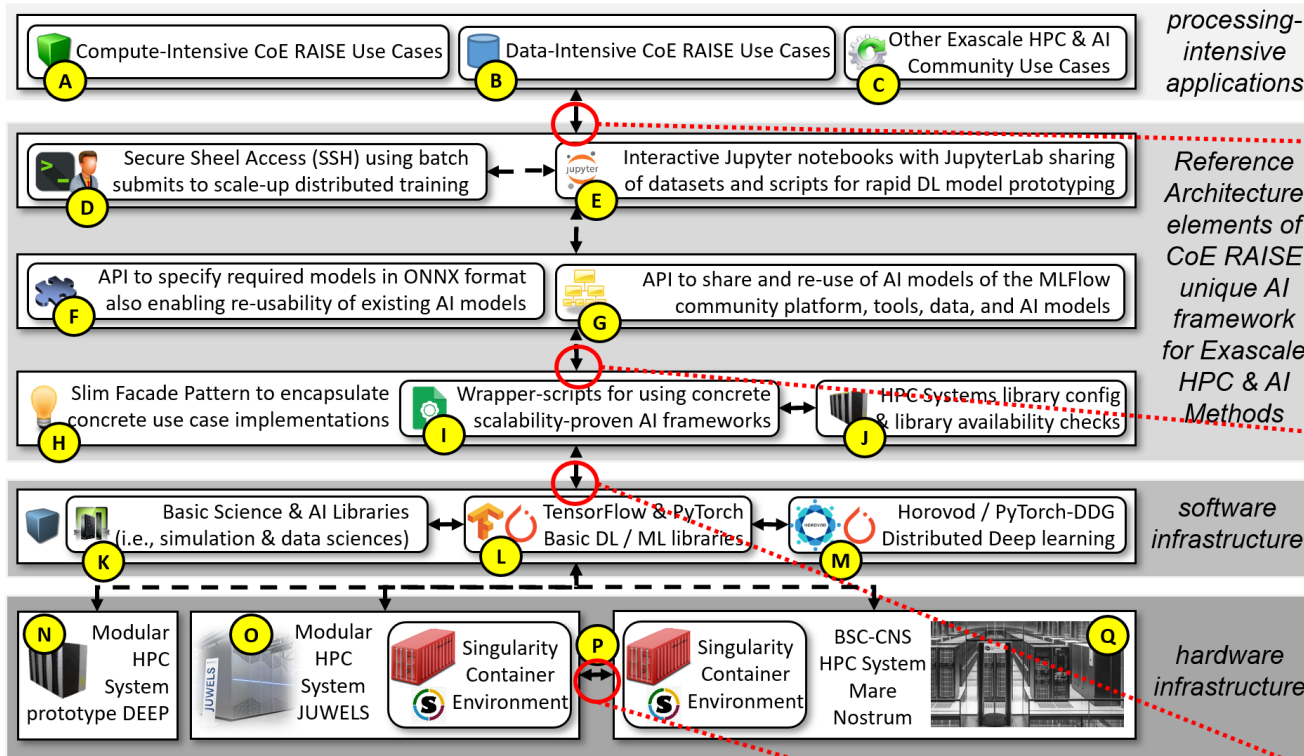 Compute-Intensive CoE RAISE Use Cases
A
Data-Intensive CoE RAISE Use Cases
B
Other Exascale HPC & AI
Community Use Cases
C
processing-
intensive
applications
Secure Sheel Access (SSH) using batch
submits to scale-up distributed training
D
Jupyter
Interactive Jupyter notebooks with JupyterLab sharing
of datasets and scripts for rapid DL model prototyping
E
API to specify required models in ONNX format
also enabling re-usability of existing AI models
F
API to share and re-use of AI models of the MLFlow
community platform, tools, data, and AI models
G
Slim Facade Pattern to encapsulate
concrete use case implementations
H
Wrapper-scripts for using concrete
scalability-proven AI frameworks
I
HPC Systems library config
& library availability checks
J
Reference
Architecture
elements of
CoE RAISE
unique AI
framework
for Exascale
HPC & AI
Methods
Basic Science & AI Libraries
(i.e., simulation & data sciences)
K
TensorFlow & PyTorch
Basic DL / ML libraries
L
HOROVOD
Horovod / PyTorch-DDG
Distributed Deep learning
M
software
infrastructure
N
Modular
HPC
System
prototype DEEP
O
JUWELS
Modular
HPC
System
JUWELS
Singularity
Container
Environment
S
P
Singularity
Container
Environment
S
BSC-CNS
HPC System
Mare
Nostrum
Q
hardware
infrastructure